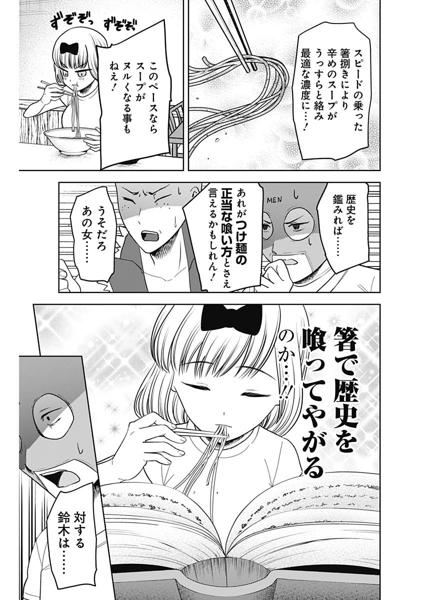 スピードの乗った
箸捌きにより
辛めのスープが
うっすらと絡み
最適な濃度に…!
ぞぞぞっ
ぞぞぞ
このペースなら
スープが
ヌルくなる事も
ねぇ!
歴史を
鑑みれば…
MEN
あれがつけ麺の
正当な喰い方とさえ
言えるかもしれん!
うそだろ
あの女……
箸で歴史を
喰ってやがる
のか…!!
対する
鈴木は…